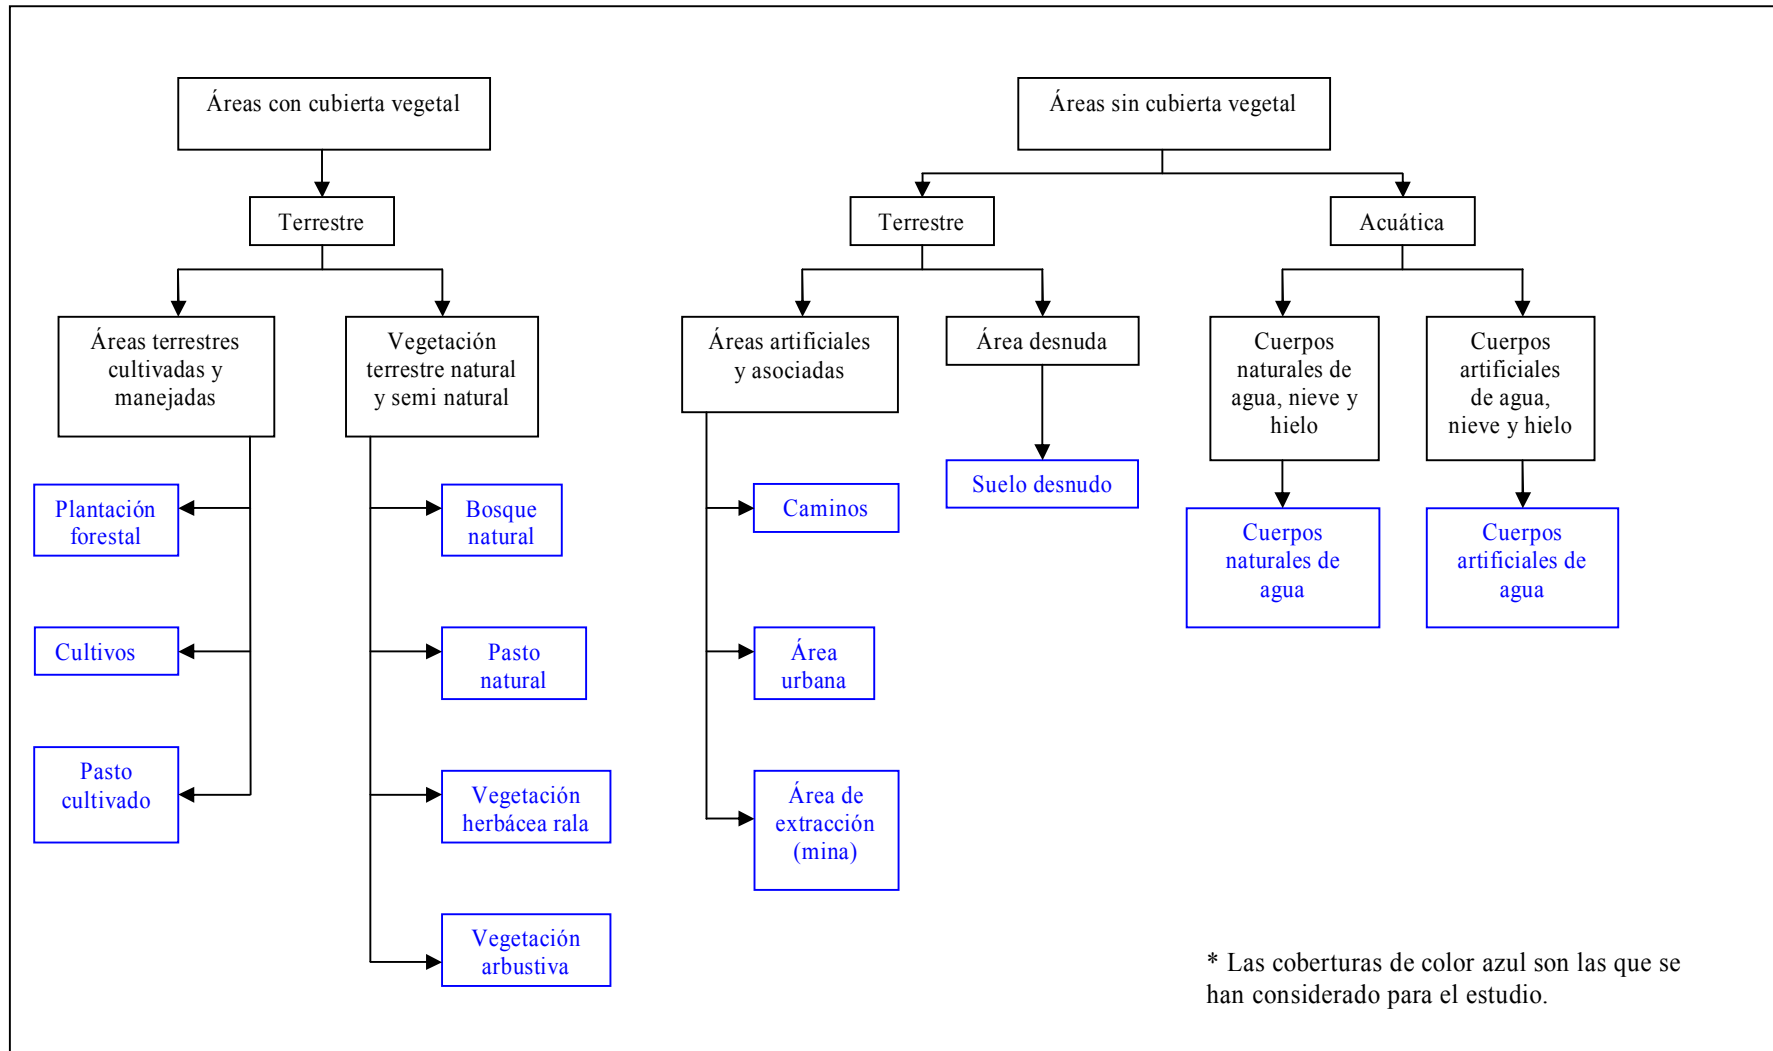 Áreas con cubierta vegetal
Áreas sin cubierta vegetal
Terrestre
Terrestre
Acuática
Áreas terrestres
cultivadas y
manejadas
Vegetación
terrestre natural
y semi natural
Áreas artificiales
y asociadas
Área desnuda
Cuerpos
naturales de
agua, nieve y
hielo
Cuerpos
artificiales
de agua,
nieve y hielo
Plantación
forestal
Bosque
natural
Caminos
Suelo desnudo
Cuerpos
naturales de
agua
Cuerpos
artificiales de
agua
Cultivos
Pasto
natural
Área
urbana
Pasto
cultivado
Vegetación
herbácea rala
Área de
extracción
(mina)
Vegetación
arbustiva
* Las coberturas de color azul son las que se
han considerado para el estudio.